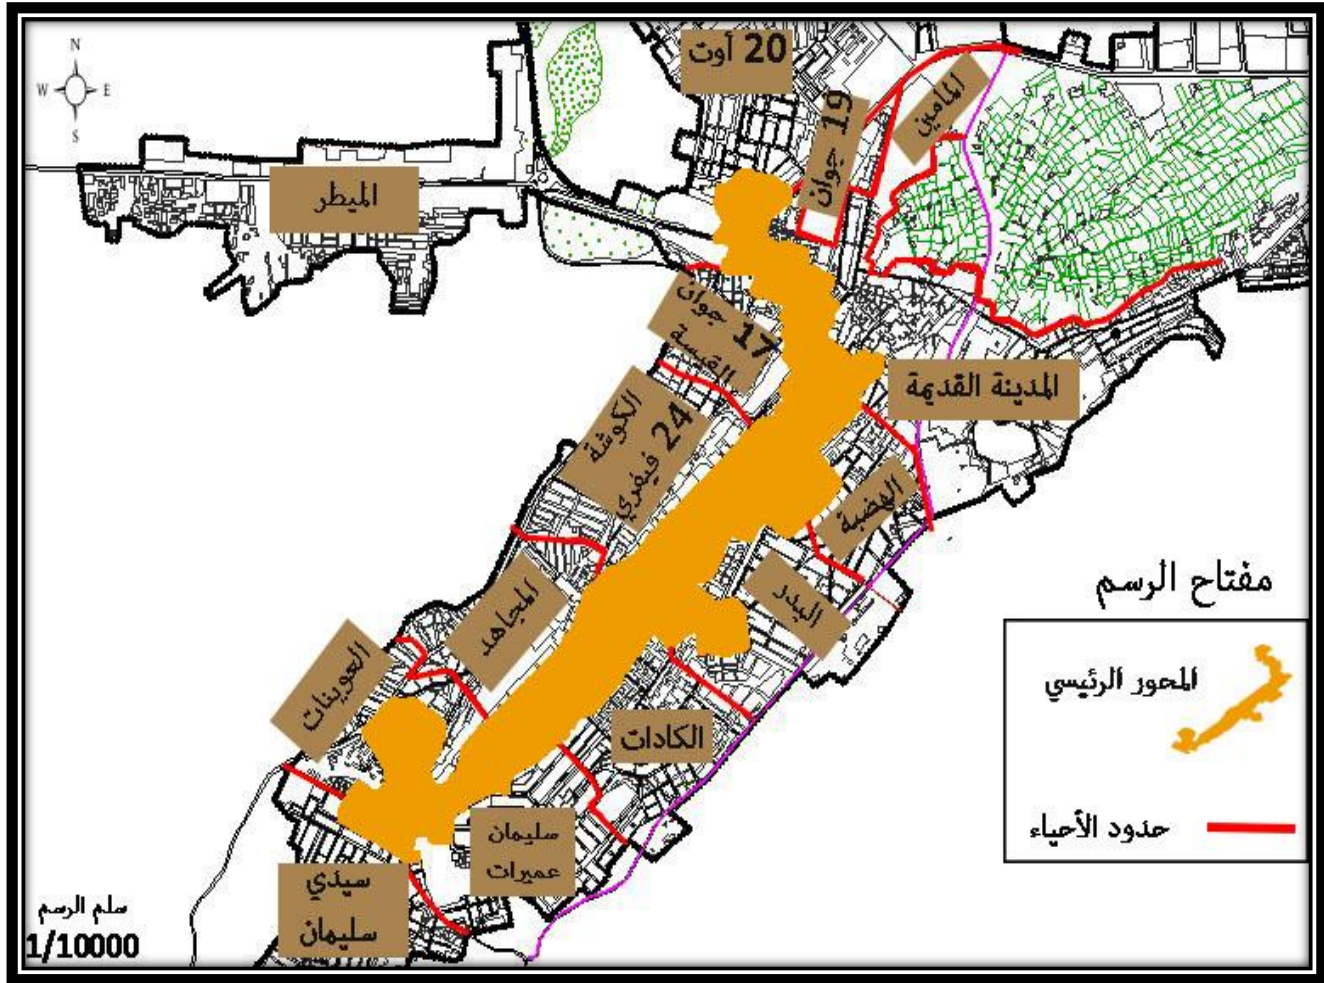 N
W E
S
20 أوت
19 جوان
المامين
الميطر
17 جوان
القيسة
المدينة القديمة
الكوشة
24 فيفري
الهضبة
المجاهد
البدر
العوينات
الكادات
سليمان
عميرات
سيدي
سليمان
مفتاح الرسم
المحور الرئيسي
حدود الأحياء
سلم الرسم
1/10000